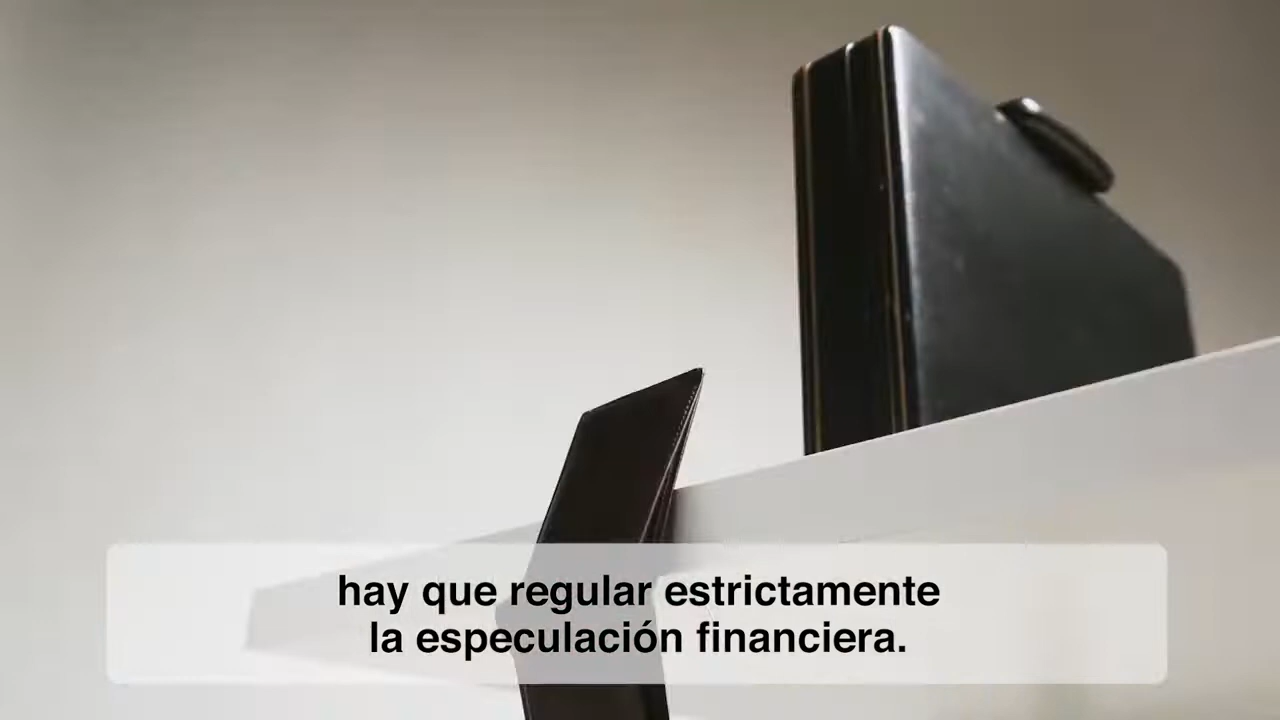 hay que regular estrictamente
la especulación financiera.